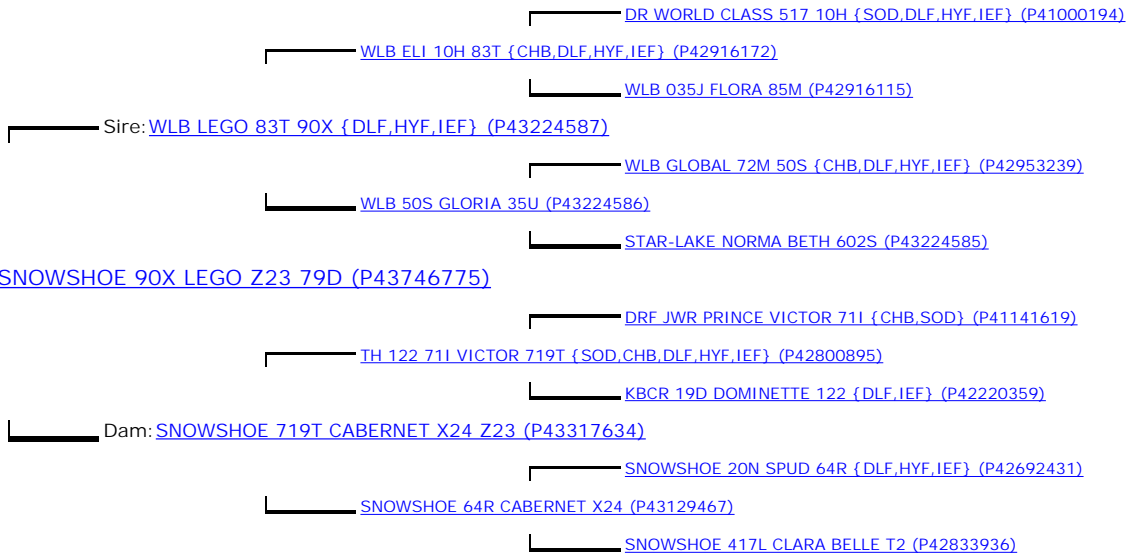 DR WORLD CLASS 517 10H {SOD,DLF,HYF,IEF} (P41000194)
WLB ELI 10H 83T {CHB,DLF,HYF,IEF} (P42916172)
WLB 035J FLORA 85M (P42916115)
Sire: WLB LEGO 83T 90X {DLF,HYF,IEF} (P43224587)
WLB GLOBAL 72M 50S {CHB,DLF,HYF,IEF} (P42953239)
WLB 50S GLORIA 35U (P43224586)
STAR-LAKE NORMA BETH 602S (P43224585)
SNOWSHOE 90X LEGO Z23 79D (P43746775)
DRF JWR PRINCE VICTOR 71I {CHB,SOD} (P41141619)
TH 122 71I VICTOR 719T {SOD,CHB,DLF,HYF,IEF} (P42800895)
KBCR 19D DOMINETTE 122 {DLF,IEF} (P42220359)
Dam: SNOWSHOE 719T CABERNET X24 Z23 (P43317634)
SNOWSHOE 20N SPUD 64R {DLF,HYF,IEF} (P42692431)
SNOWSHOE 64R CABERNET X24 (P43129467)
SNOWSHOE 417L CLARA BELLE T2 (P42833936)